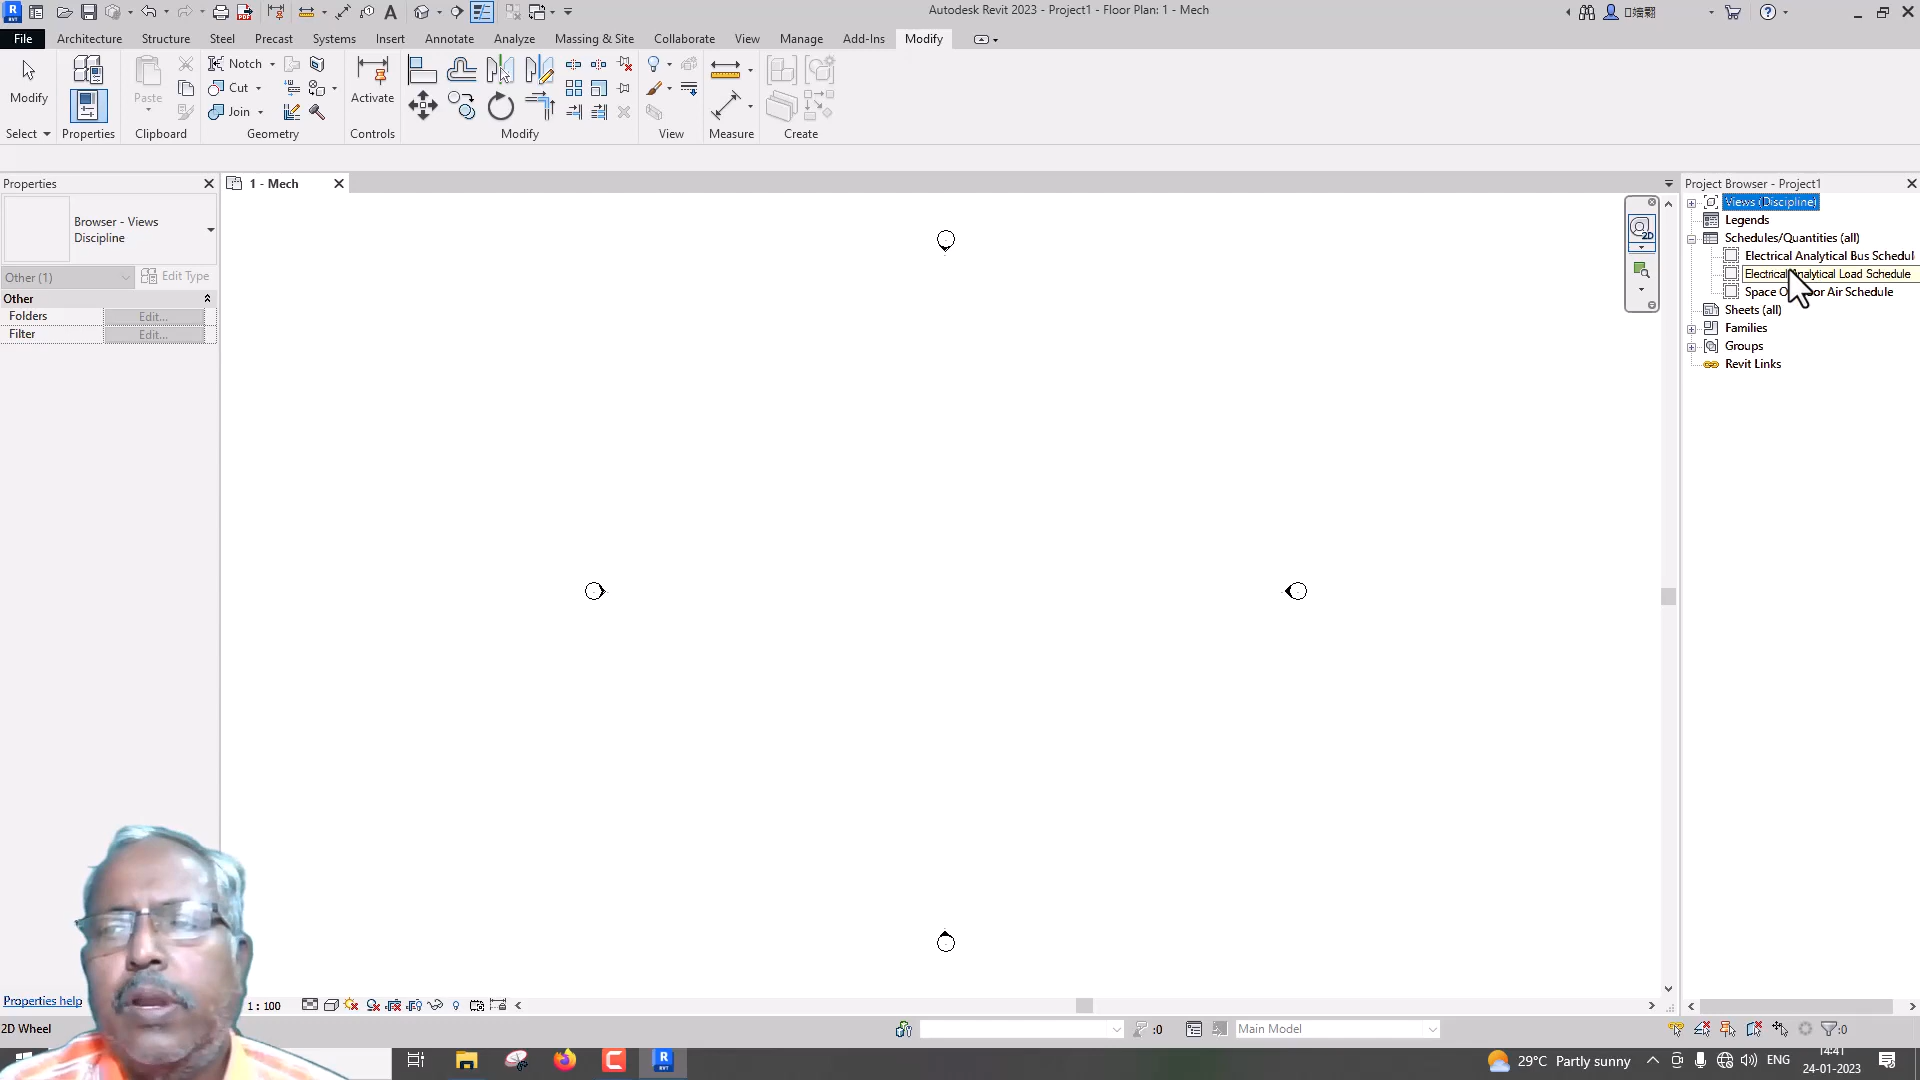 Autodesk Revit 2023 - Project1 - Floor Plan: 1 - Mech
File Architecture Structure Steel Precast Systems Insert Annotate Analyze Massing & Site Collaborate View Manage Add-Ins Modify
Modify
Paste
Notch
Cut
Join
Activate
Select Properties Clipboard Geometry Controls Modify View Measure Create
Properties
Browser - Views
Discipline
Other (1)
Edit Type
Other
Folders Edit...
Filter Edit...
Properties help
1 - Mech
2D
Project Browser - Project1
Views (Discipline)
Legends
Schedules/Quantities (all)
Electrical Analytical Bus Schedul
Electrical Analytical Load Schedule
Space Air Schedule
Sheets (all)
Families
Groups
Revit Links
1 : 100
2D Wheel
:0
Main Model
:0
29°C Partly sunny
ENG
14:41
24-01-2023